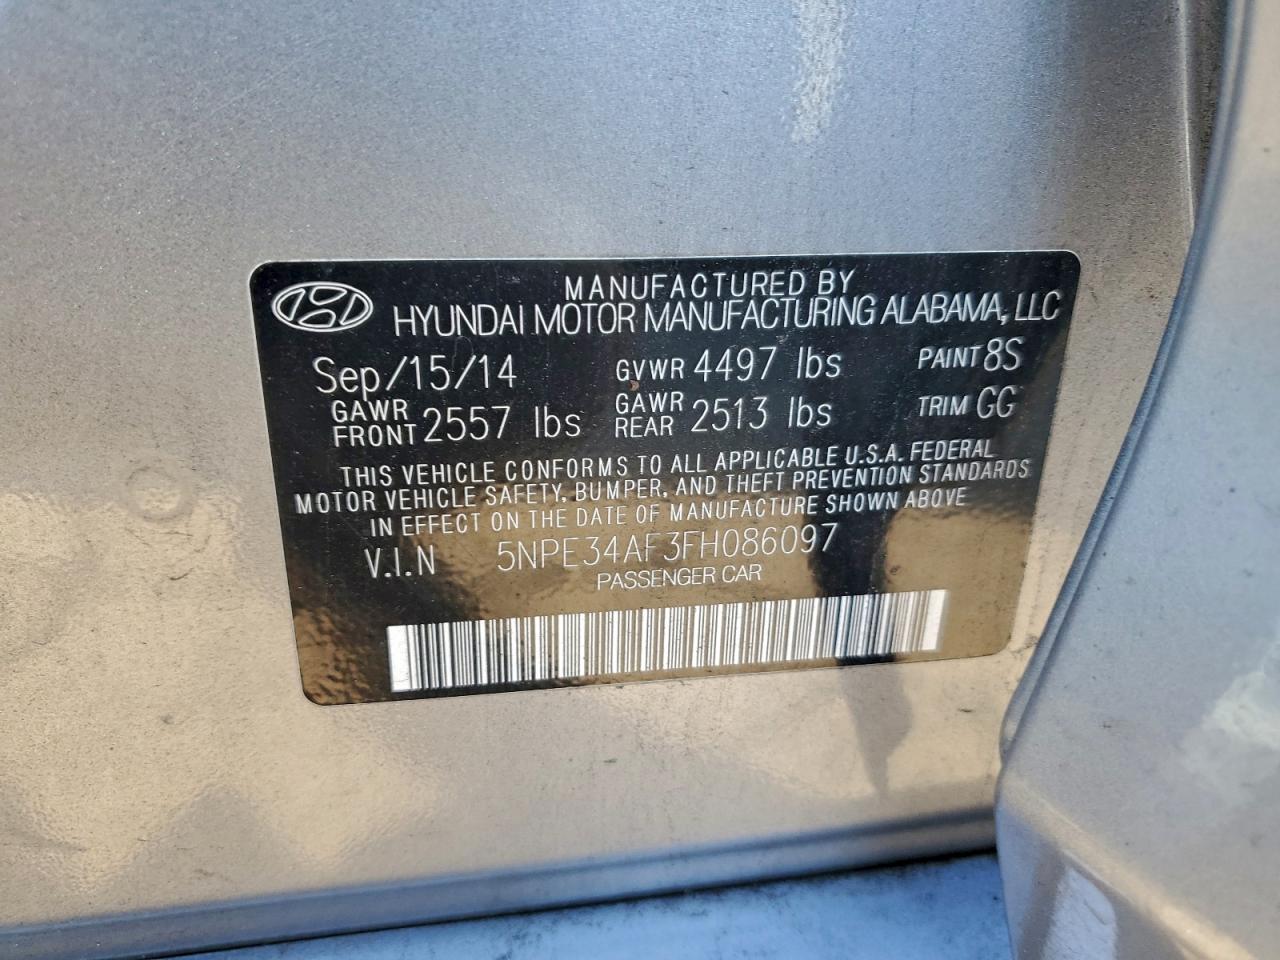 MANUFACTURED BY
HYUNDAI MOTOR MANUFACTURING ALABAMA, LLC
Sep/15/14 GVWR 4497 lbs PAINT 8S
GAWR FRONT 2557 lbs GAWR REAR 2513 lbs TRIM GG
THIS VEHICLE CONFORMS TO ALL APPLICABLE U.S.A. FEDERAL
MOTOR VEHICLE SAFETY, BUMPER, AND THEFT PREVENTION STANDARDS
IN EFFECT ON THE DATE OF MANUFACTURE SHOWN ABOVE
V.I.N 5NPE34AF3FH086097
PASSENGER CAR